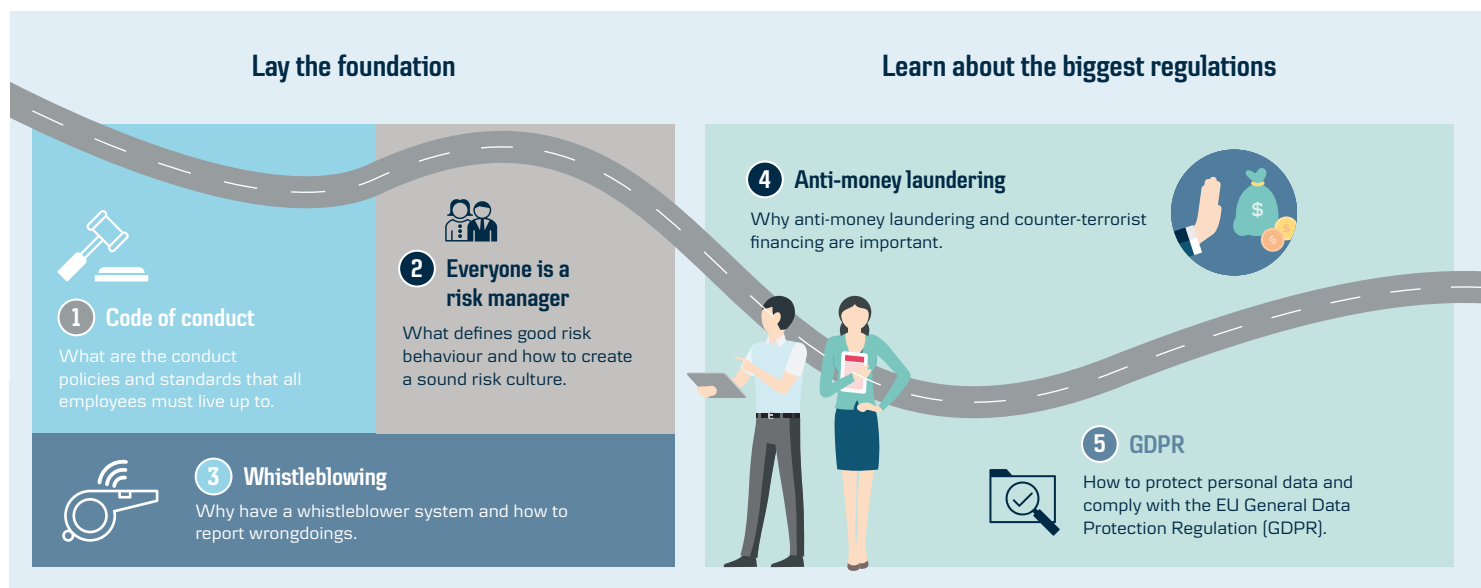 Lay the foundation
Learn about the biggest regulations
1 Code of conduct
What are the conduct
policies and standards that all
employees must live up to.
2 Everyone is a
risk manager
What defines good risk
behaviour and how to create
a sound risk culture.
3 Whistleblowing
Why have a whistleblower system and how to
report wrongdoings.
4 Anti-money laundering
Why anti-money laundering and counter-terrorist
financing are important.
$
$
$
5 GDPR
How to protect personal data and
comply with the EU General Data
Protection Regulation (GDPR).